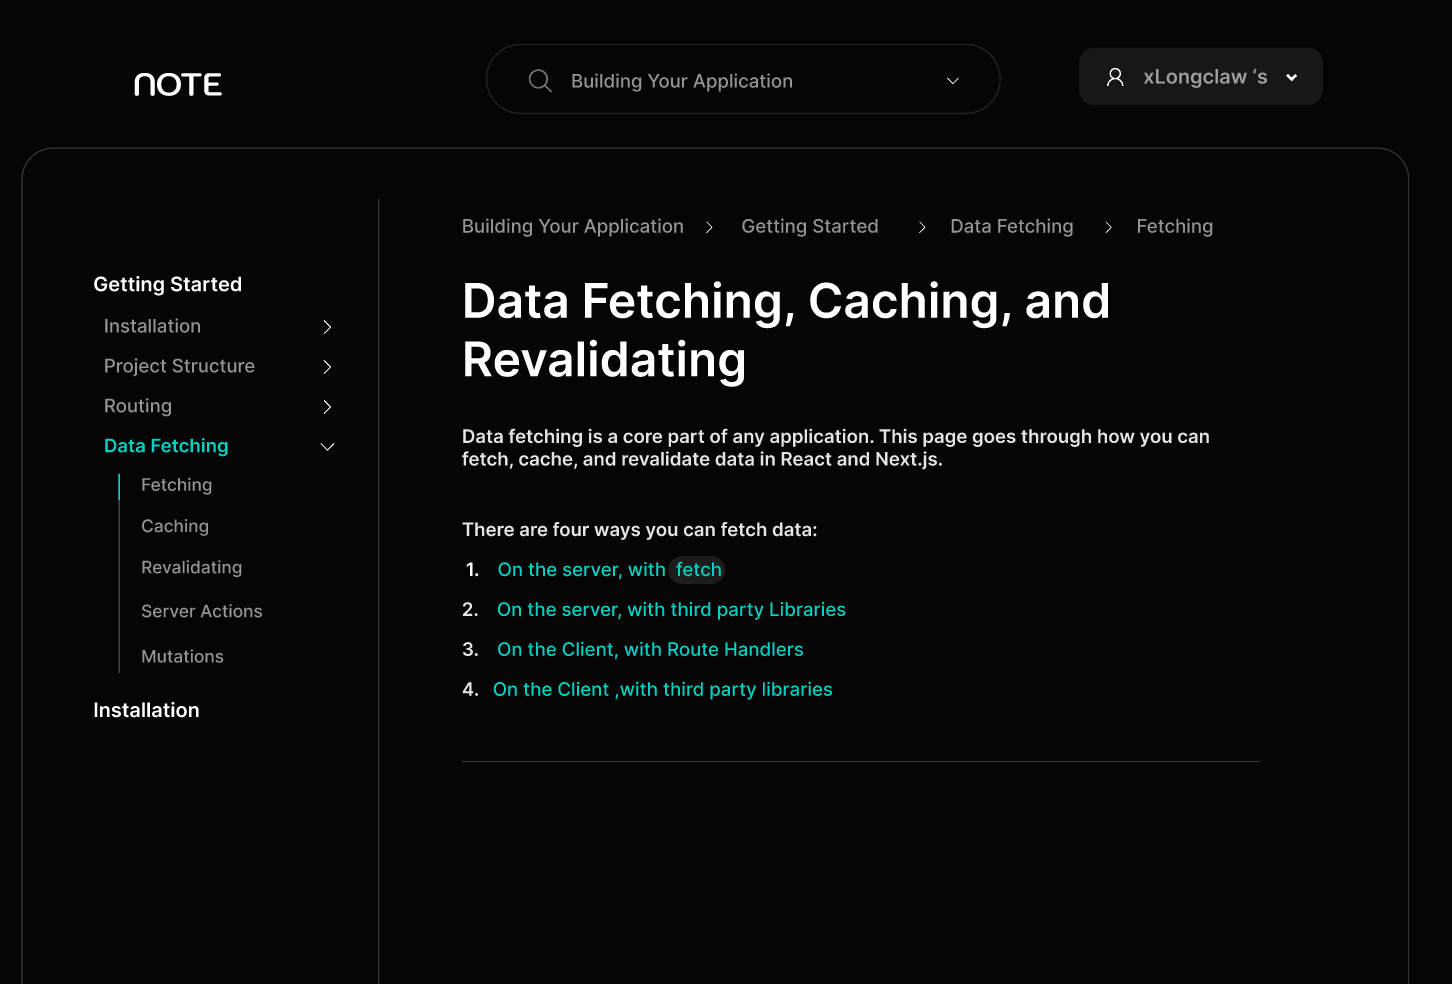 NOTE
Building Your Application
xLongclaw ‘s
Getting Started
Installation
Project Structure
Routing
Data Fetching
Fetching
Caching
Revalidating
Server Actions
Mutations
Installation
Building Your Application > Getting Started > Data Fetching > Fetching
Data Fetching, Caching, and
Revalidating
Data fetching is a core part of any application. This page goes through how you can
fetch, cache, and revalidate data in React and Next.js.
There are four ways you can fetch data:
1. On the server, with fetch
2. On the server, with third party Libraries
3. On the Client, with Route Handlers
4. On the Client ,with third party libraries